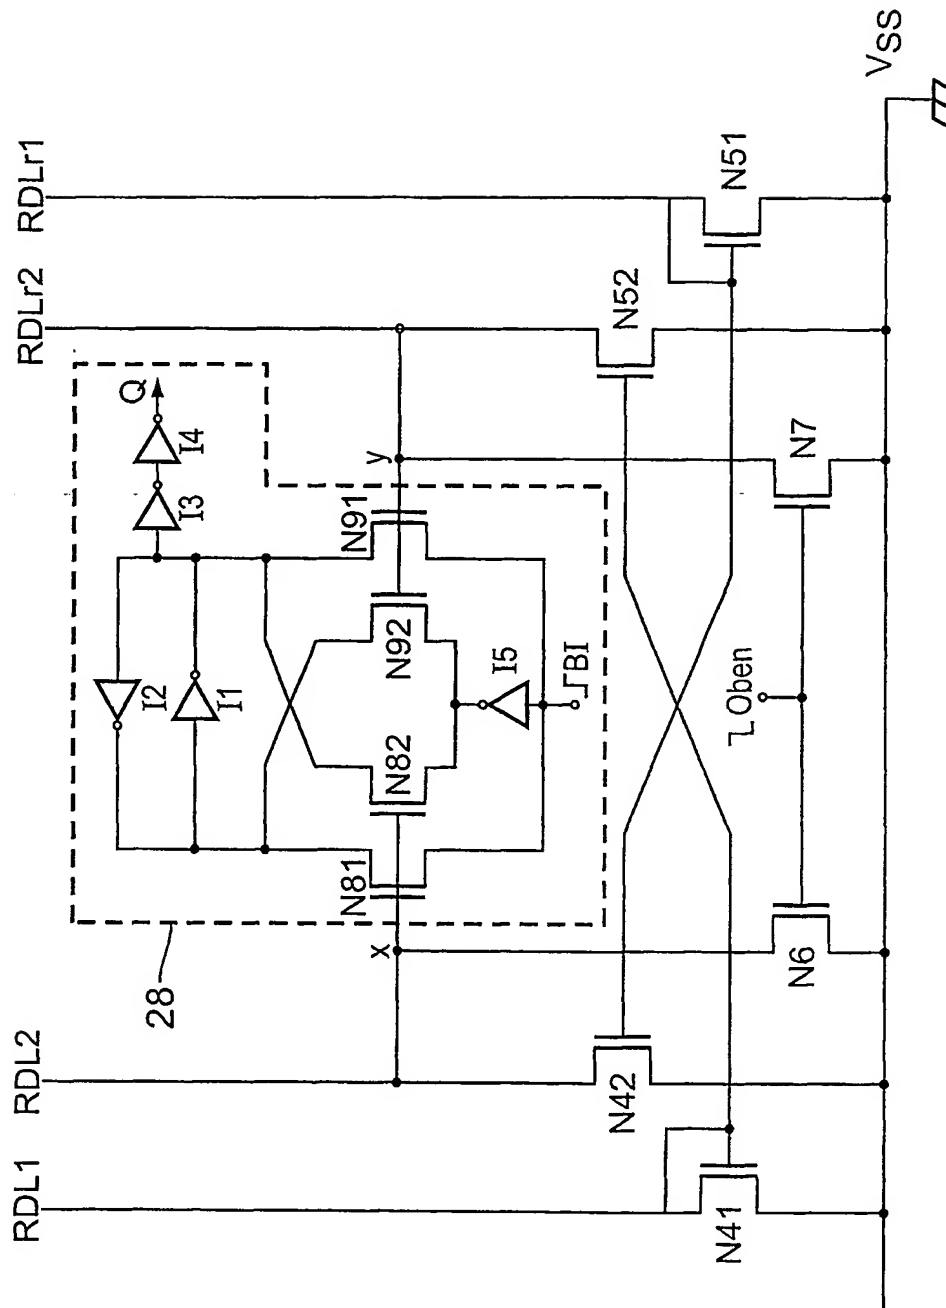 RDL1
RDL2
RDLr2
RDLr1
VSS
28
Q
I4
I3
I2
I1
x
y
N81
N82
N92
N91
I5
BI
Oben
N41
N42
N52
N51
N6
N7